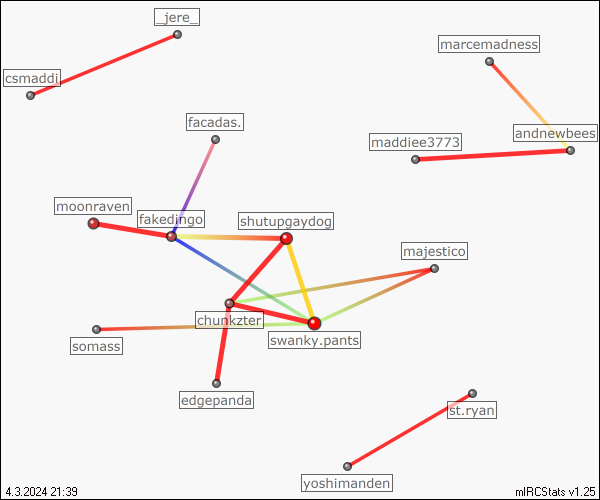 _jere_
marcemadness
csmaddi
facadas.
andnewbees
maddiee3773
moonraven
fakedingo
shutupgaydog
majestico
chunkzter
swanky.pants
somass
edgepanda
st.ryan
yoshimanden
4.3.2024 21:39
mIRCStats v1.25